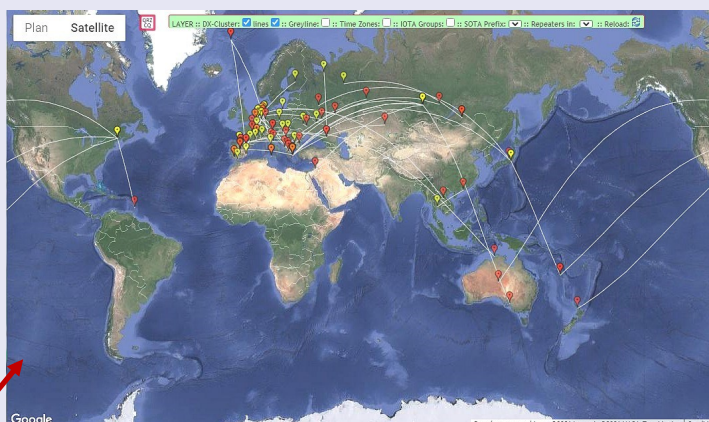 Plan Satellite
QRZ
CQ
LAYER :: DX-Cluster: lines :: Greyline: :: Time Zones: :: IOTA Groups: :: SOTA Prefix: :: Repeaters in: :: Reload:
Google